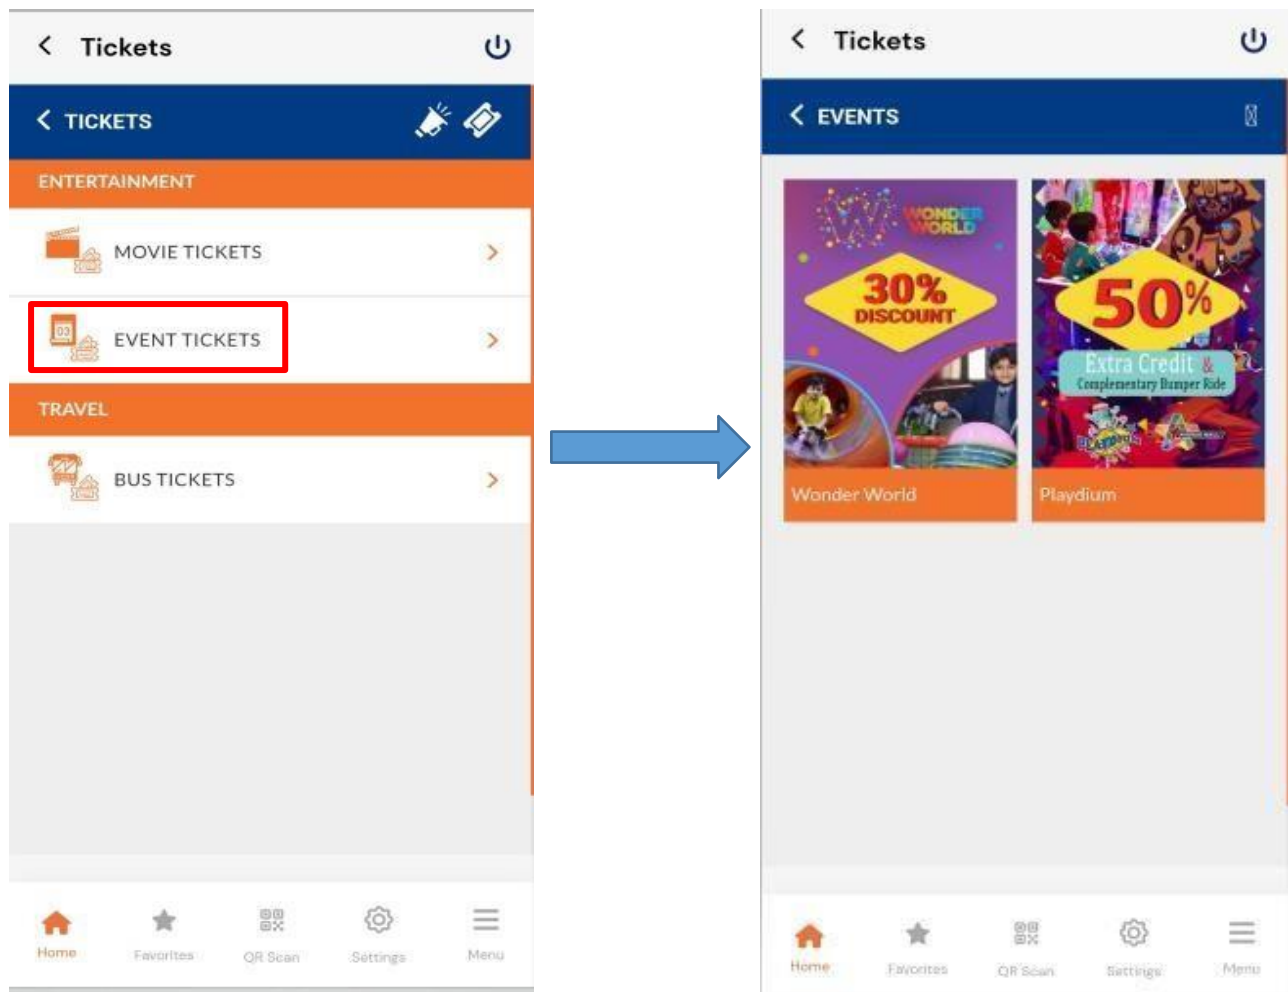 Tickets
TICKETS
ENTERTAINMENT
MOVIE TICKETS
03
EVENT TICKETS
TRAVEL
BUS TICKETS
Home
Favorites
QR Scan
Settings
Menu
Tickets
EVENTS
WONDER
WORLD
30%
DISCOUNT
Wonder World
50%
Extra Credit &
Complementary Bumper Ride
Playdium
Home
Favorites
QR Scan
Settings
Menu